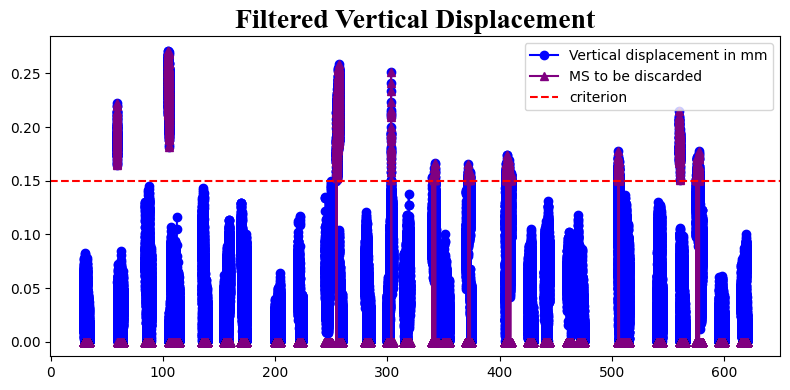 Filtered Vertical Displacement
Vertical displacement in mm
MS to be discarded
criterion
0.25
0.20
0.15
0.10
0.05
0.00
0 100 200 300 400 500 600